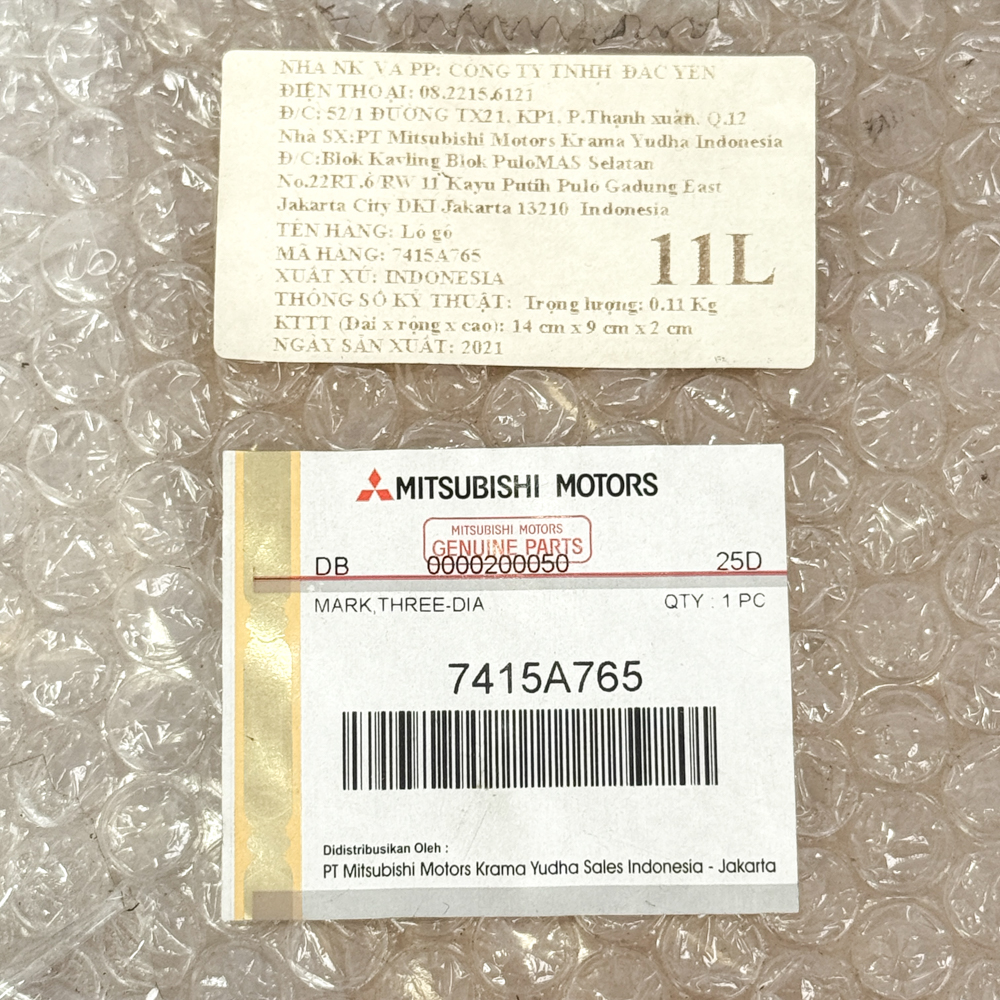 NHÀ NK VÀ PP: CÔNG TY TNHH ĐẮC YẾN
ĐIỆN THOẠI: 08.2215.6121
Đ/C: 52/1 ĐƯỜNG TX21, KP1, P.Thạnh xuân, Q.12
Nhà SX:PT Mitsubishi Motors Krama Yudha Indonesia
Đ/C:Blok Kavling Blok PuloMAS Selatan
No.22RT.6/RW 11 Kayu Putih Pulo Gadung East
Jakarta City DKI Jakarta 13210 Indonesia
TÊN HÀNG: Lô gô
MÃ HÀNG: 7415A765
XUẤT XỨ: INDONESIA
11L
THÔNG SỐ KỸ THUẬT: Trọng lượng: 0.11 Kg
KTTT (Dài x rộng x cao): 14 cm x 9 cm x 2 cm
NGÀY SẢN XUẤT: 2021
MITSUBISHI MOTORS
MITSUBISHI MOTORS
GENUINE PARTS
DB 0000200050 25D
MARK,THREE-DIA QTY : 1 PC
7415A765
Didistribusikan Oleh :
PT Mitsubishi Motors Krama Yudha Sales Indonesia - Jakarta